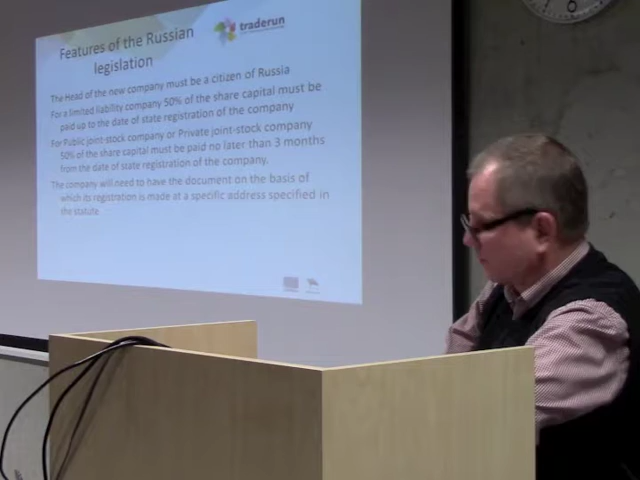 Features of the Russian
legislation
traderun
The Head of the new company must be a citizen of Russia
For a limited liability company 50% of the share capital must be
paid up to the date of state registration of the company
For Public joint-stock company or Private joint-stock company
50% of the share capital must be paid no later than 3 months
from the date of state registration of the company.
The company will need to have the document on the basis of
which its registration is made at a specific address specified in
the statute
6